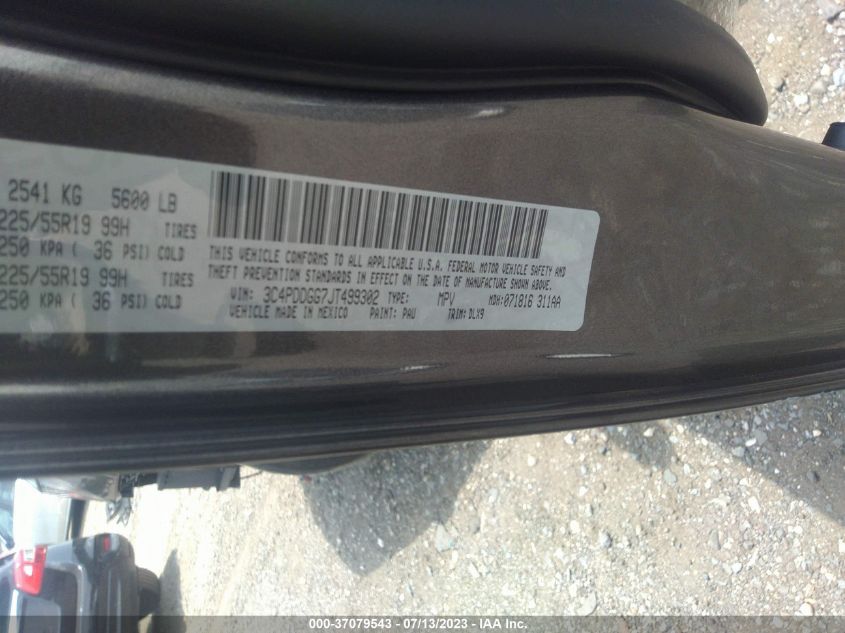 2541 KG 5600 LB
225/55R19 99H TIRES
250 KPA ( 36 PSI) COLD
225/55R19 99H TIRES
250 KPA ( 36 PSI) COLD
THIS VEHICLE CONFORMS TO ALL APPLICABLE U.S.A. FEDERAL MOTOR VEHICLE SAFETY AND
THEFT PREVENTION STANDARDS IN EFFECT ON THE DATE OF MANUFACTURE SHOWN ABOVE.
VIN: 3C4PDDGG7JT499302 TYPE: MPV MDH:071816 311AA
VEHICLE MADE IN MEXICO PAINT: PAU TRIM: DLX9
000-37079543 - 07/13/2023 - IAA Inc.